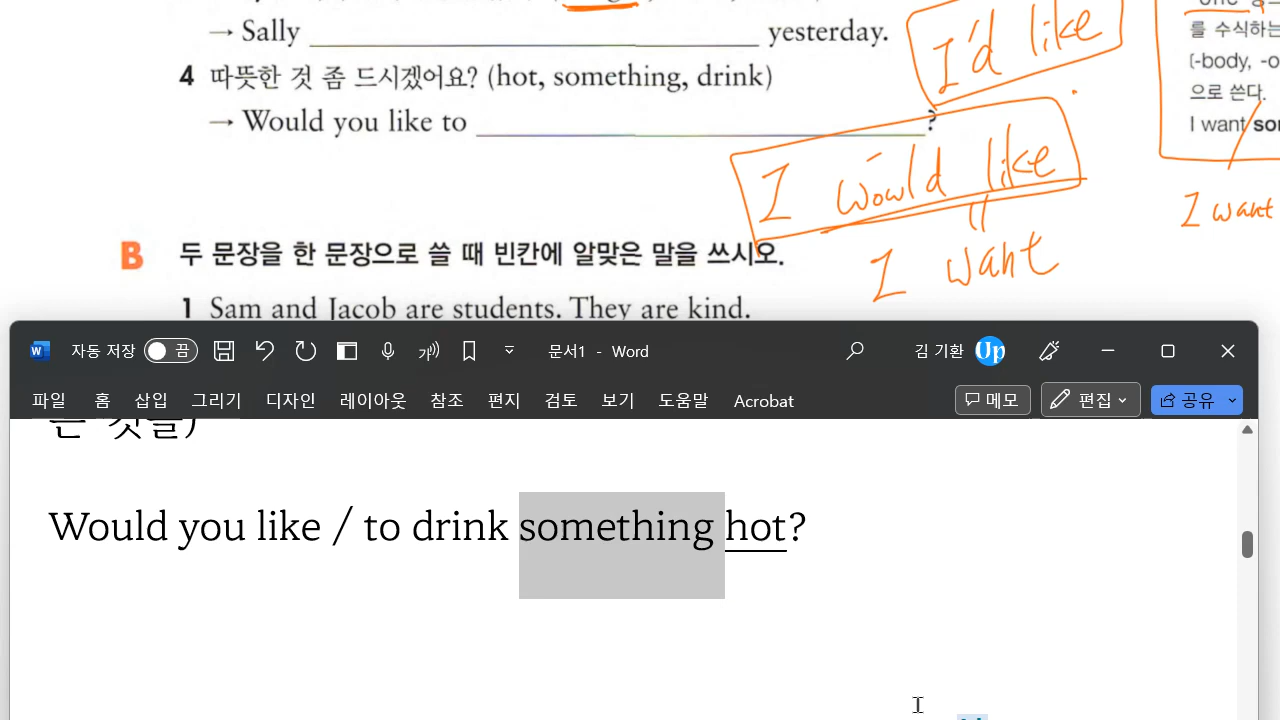 → Sally ____ yesterday.
4 따뜻한 것 좀 드시겠어요? (hot, something, drink)
→ Would you like to ____?
I'd like
I would like
I want
를 수식하는
(-body, -o
으로 쓴다.
I want so
I want
B 두 문장을 한 문장으로 쓸 때 빈칸에 알맞은 말을 쓰시오.
1 Sam and Jacob are students. They are kind.
자동 저장 끔 문서1 - Word 김 기환 Up
파일 홈 삽입 그리기 디자인 레이아웃 참조 편지 검토 보기 도움말 Acrobat 메모 편집 공유
Would you like / to drink something hot?